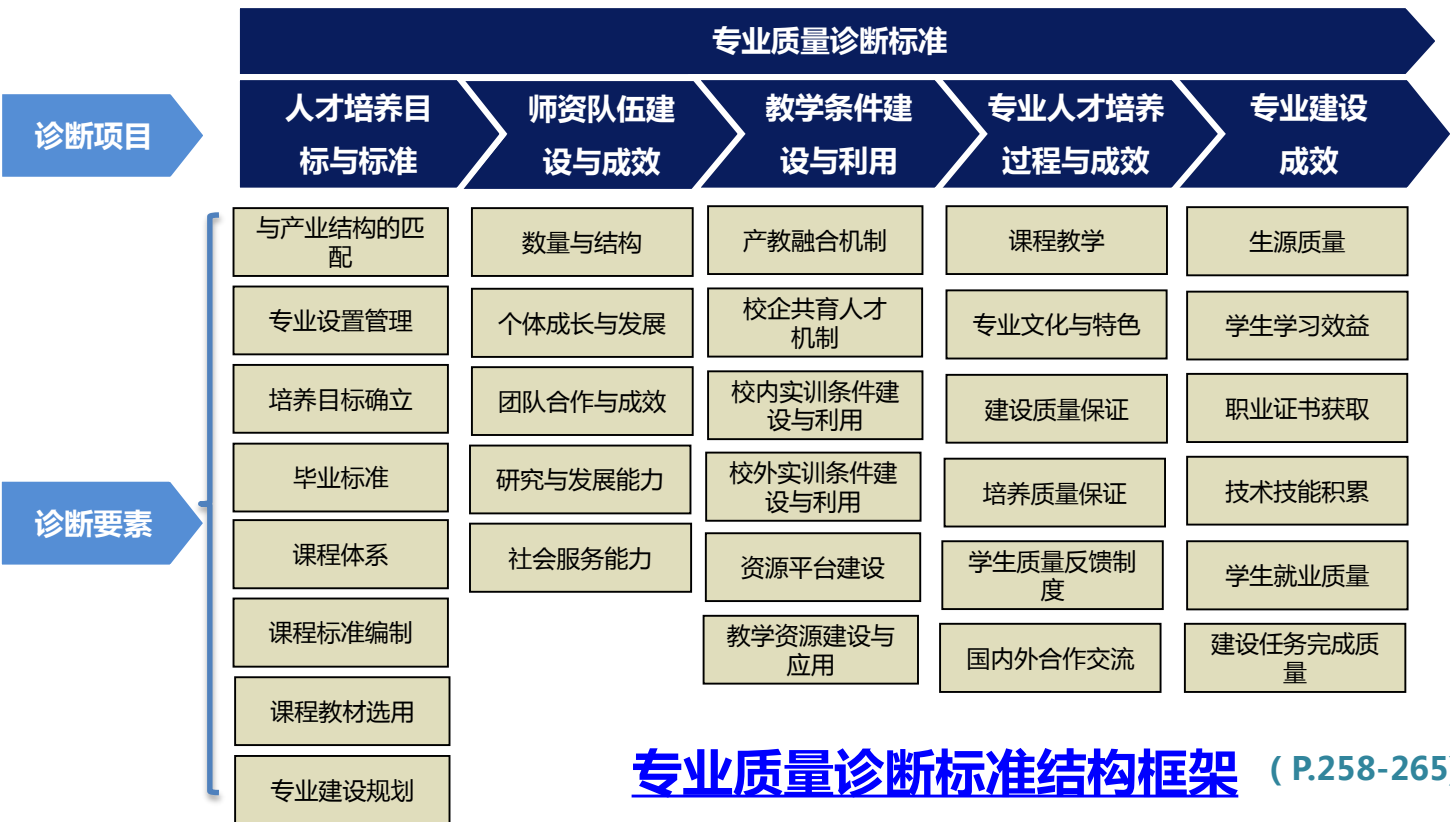 专业质量诊断标准
诊断项目
人才培养目
标与标准
师资队伍建
设与成效
教学条件建
设与利用
专业人才培养
过程与成效
专业建设
成效
诊断要素
与产业结构的匹
配
专业设置管理
培养目标确立
毕业标准
课程体系
课程标准编制
课程教材选用
专业建设规划
数量与结构
个体成长与发展
团队合作与成效
研究与发展能力
社会服务能力
产教融合机制
校企共育人才
机制
校内实训条件建
设与利用
校外实训条件建
设与利用
资源平台建设
教学资源建设与
应用
课程教学
专业文化与特色
建设质量保证
培养质量保证
学生质量反馈制
度
国内外合作交流
生源质量
学生学习效益
职业证书获取
技术技能积累
学生就业质量
建设任务完成质
量
专业质量诊断标准结构框架 （P.258-265）